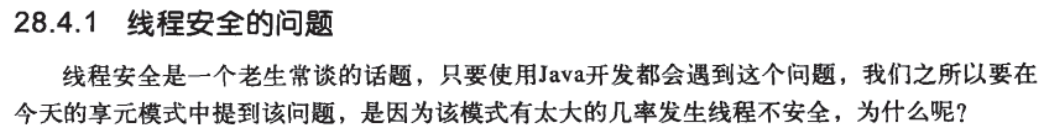 28.4.1 线程安全的问题
线程安全是一个老生常谈的话题，只要使用Java开发都会遇到这个问题，我们之所以要在
今天的享元模式中提到该问题，是因为该模式有太大的几率发生线程不安全，为什么呢？